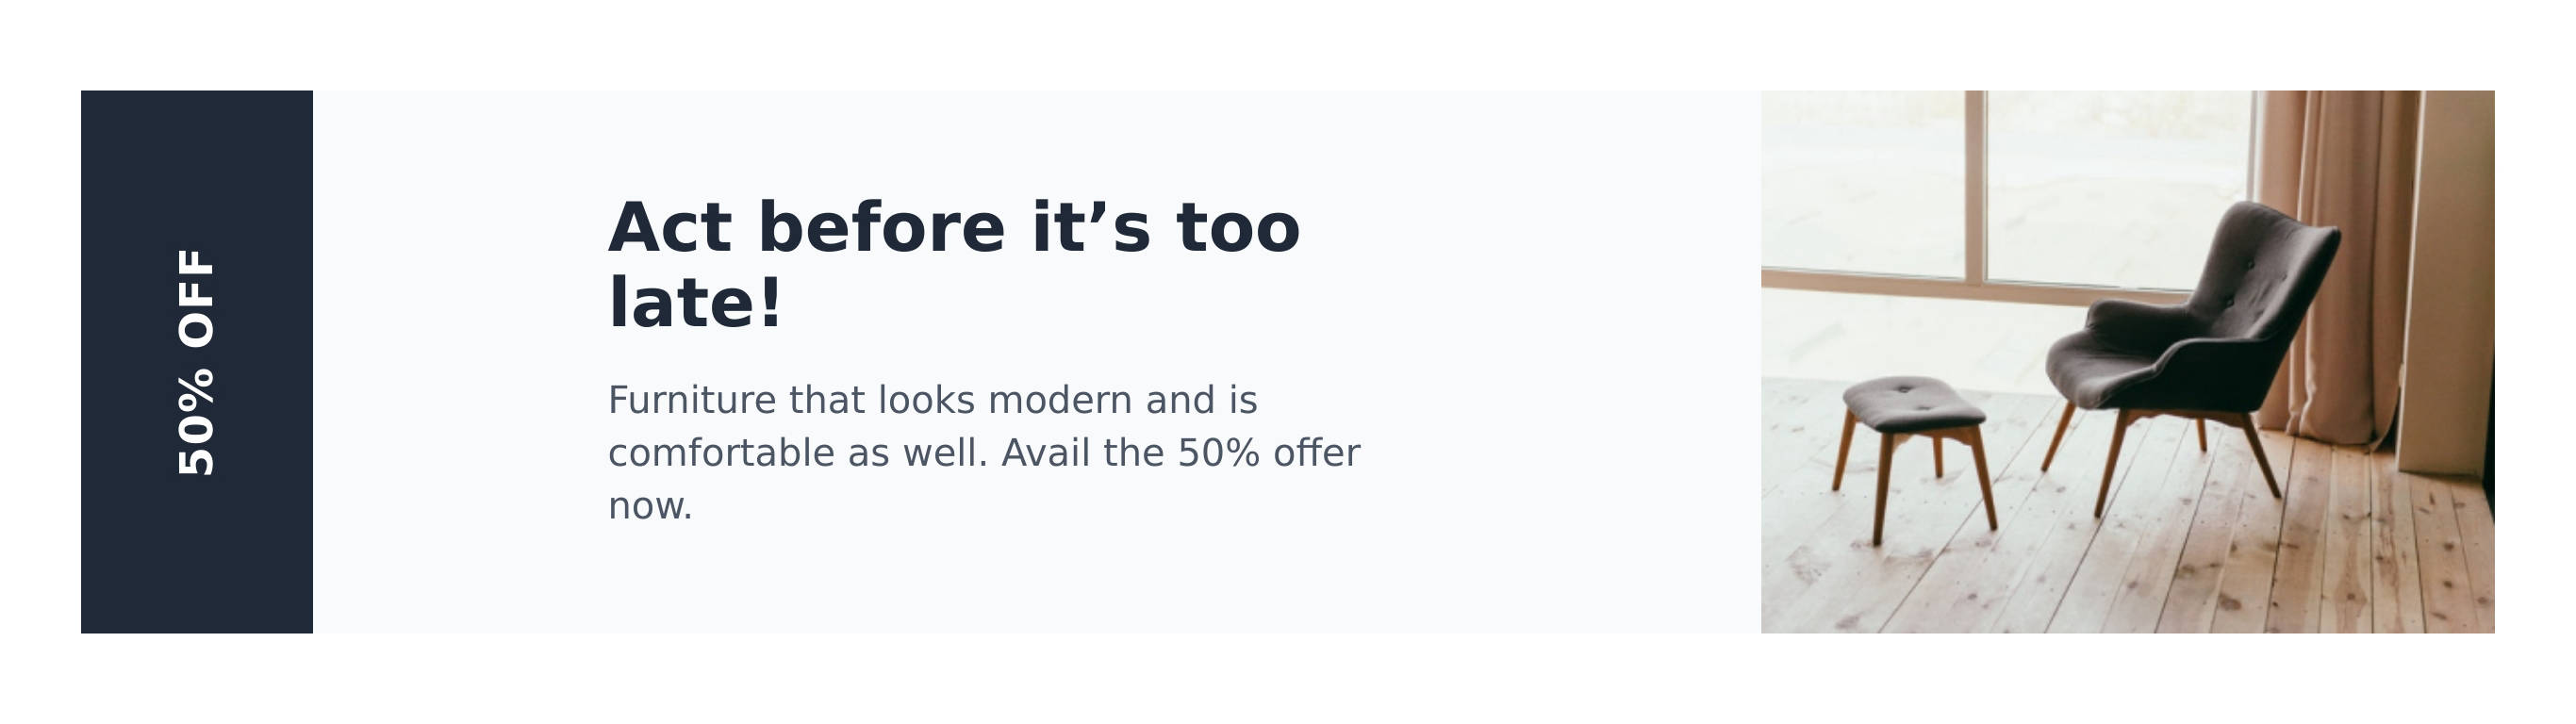 50% OFF
Act before it’s too
late!
Furniture that looks modern and is
comfortable as well. Avail the 50% offer
now.